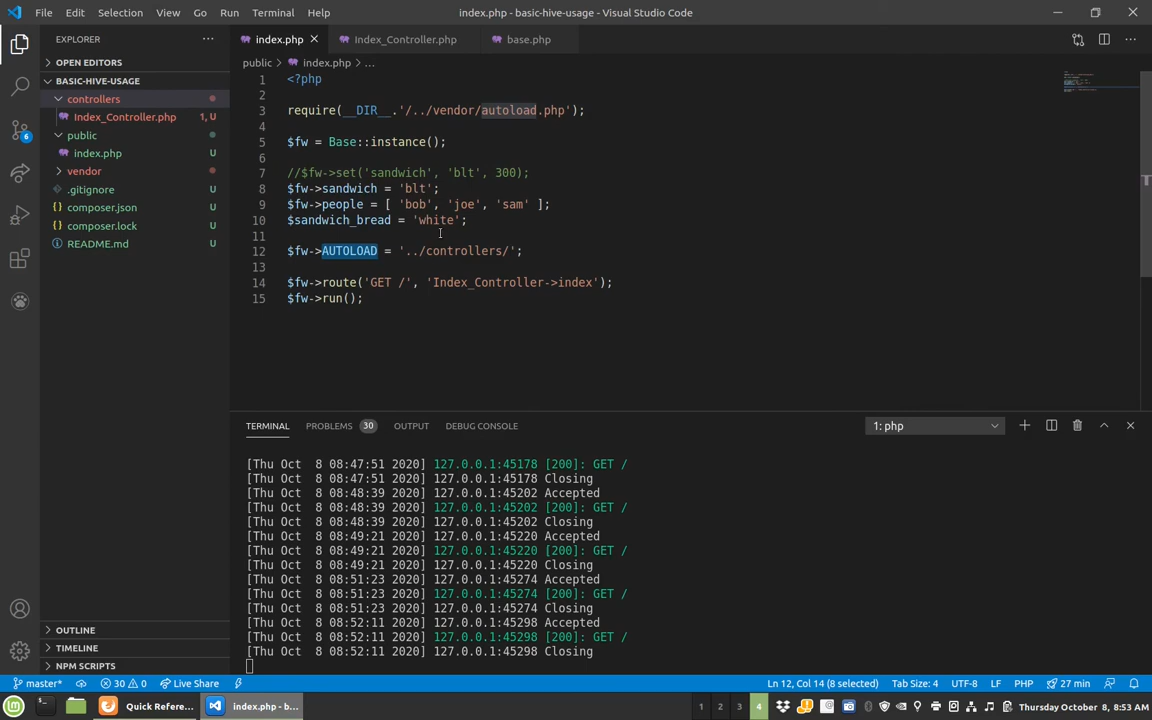 File Edit Selection View Go Run Terminal Help index.php - basic-hive-usage - Visual Studio Code
EXPLORER
OPEN EDITORS
BASIC-HIVE-USAGE
controllers
Index_Controller.php 1, U
public
index.php U
vendor
.gitignore U
composer.json U
composer.lock U
README.md U
OUTLINE
TIMELINE
NPM SCRIPTS
6
index.php Index_Controller.php base.php
public > index.php > ...
1 <?php
2
3 require(__DIR__.'/../vendor/autoload.php');
4
5 $fw = Base::instance();
6
7 //$fw->set('sandwich', 'blt', 300);
8 $fw->sandwich = 'blt';
9 $fw->people = [ 'bob', 'joe', 'sam' ];
10 $sandwich_bread = 'white';
11
12 $fw->AUTOLOAD = '../controllers/';
13
14 $fw->route('GET /', 'Index_Controller->index');
15 $fw->run();
TERMINAL PROBLEMS 30 OUTPUT DEBUG CONSOLE 1: php
[Thu Oct  8 08:47:51 2020] 127.0.0.1:45178 [200]: GET /
[Thu Oct  8 08:47:51 2020] 127.0.0.1:45178 Closing
[Thu Oct  8 08:48:39 2020] 127.0.0.1:45202 Accepted
[Thu Oct  8 08:48:39 2020] 127.0.0.1:45202 [200]: GET /
[Thu Oct  8 08:48:39 2020] 127.0.0.1:45202 Closing
[Thu Oct  8 08:49:21 2020] 127.0.0.1:45220 Accepted
[Thu Oct  8 08:49:21 2020] 127.0.0.1:45220 [200]: GET /
[Thu Oct  8 08:49:21 2020] 127.0.0.1:45220 Closing
[Thu Oct  8 08:51:23 2020] 127.0.0.1:45274 Accepted
[Thu Oct  8 08:51:23 2020] 127.0.0.1:45274 [200]: GET /
[Thu Oct  8 08:51:23 2020] 127.0.0.1:45274 Closing
[Thu Oct  8 08:52:11 2020] 127.0.0.1:45298 Accepted
[Thu Oct  8 08:52:11 2020] 127.0.0.1:45298 [200]: GET /
[Thu Oct  8 08:52:11 2020] 127.0.0.1:45298 Closing
master* 30 0 Live Share Ln 12, Col 14 (8 selected) Tab Size: 4 UTF-8 LF PHP 27 min
Quick Refere... index.php - b... 1 2 3 4 Thursday October 8, 8:53 AM